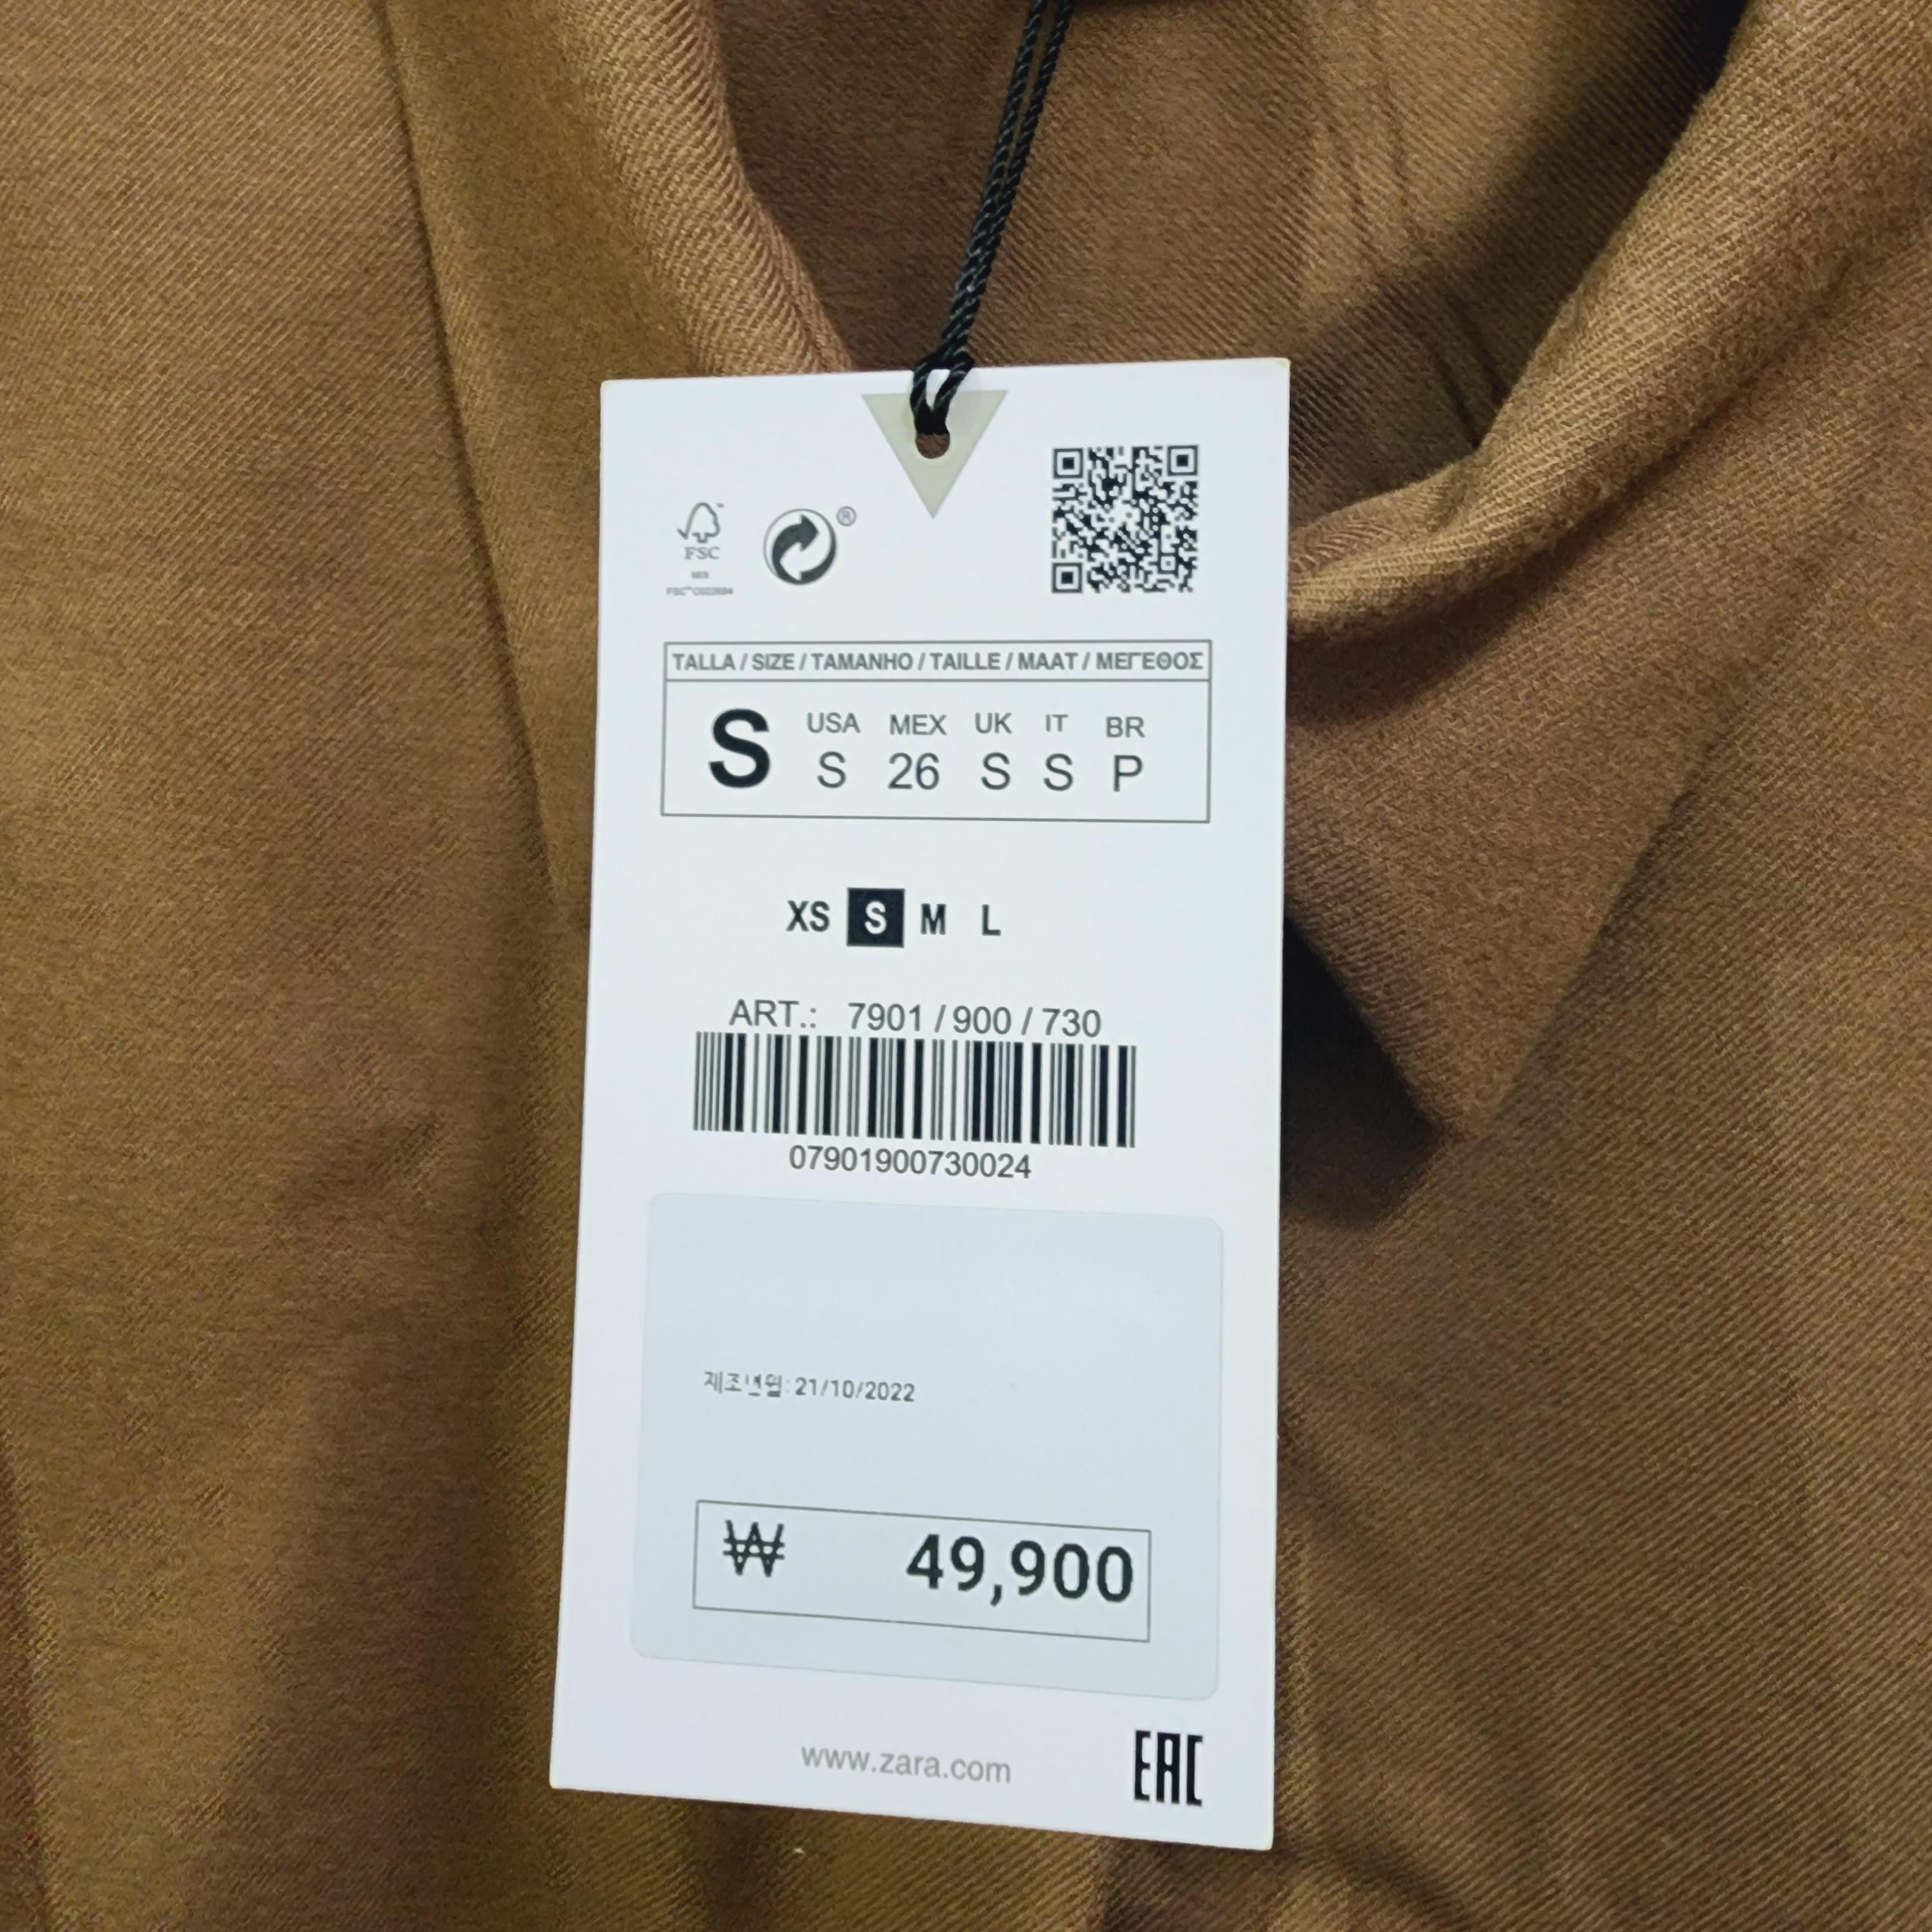 ®
FSC
MIX
TALLA / SIZE / TAMANHO / TAILLE / MAAT / ΜΕΓΕΘΟΣ
S USA MEX UK IT BR
S 26 S S P
XS S M L
ART.: 7901 / 900 / 730
07901900730024
제조년월: 21/10/2022
₩ 49,900
www.zara.com
EAC